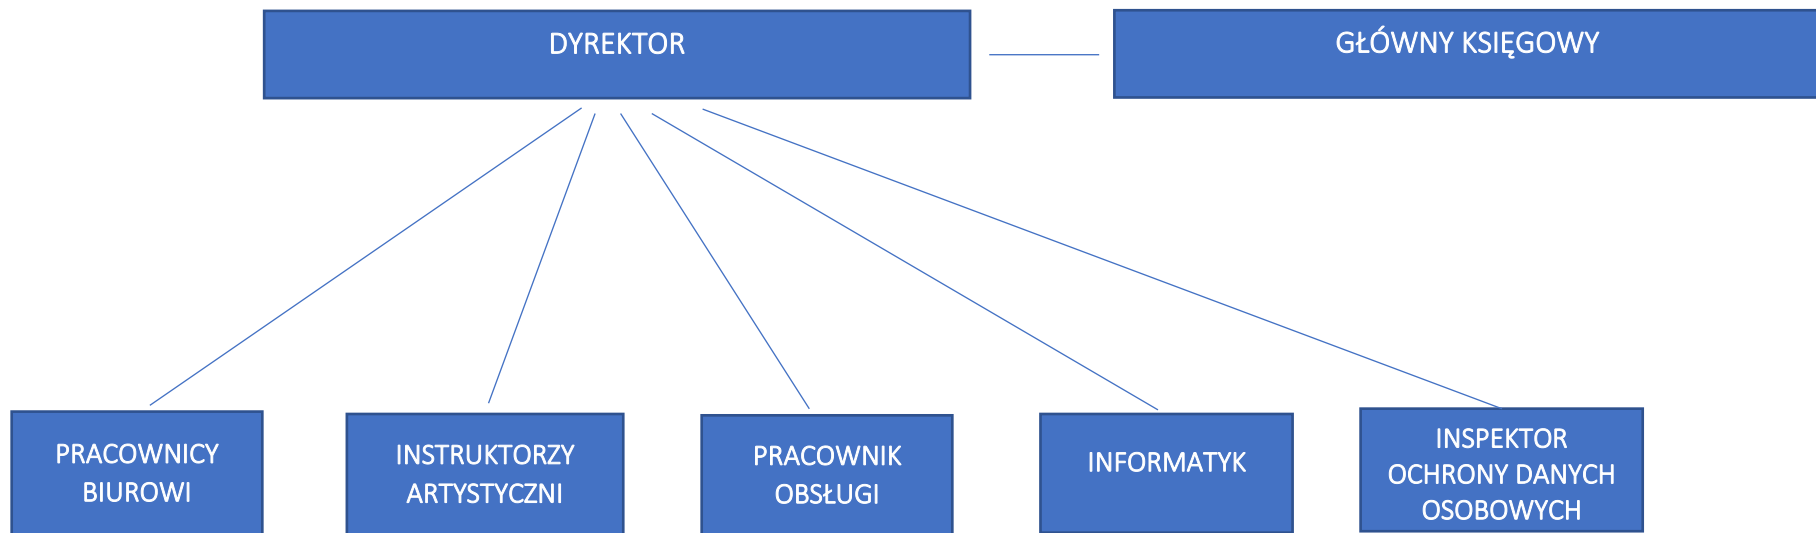 DYREKTOR
GŁÓWNY KSIĘGOWY
PRACOWNICY
BIUROWI
INSTRUKTORZY
ARTYSTYCZNI
PRACOWNIK
OBSŁUGI
INFORMATYK
INSPEKTOR
OCHRONY DANYCH
OSOBOWYCH